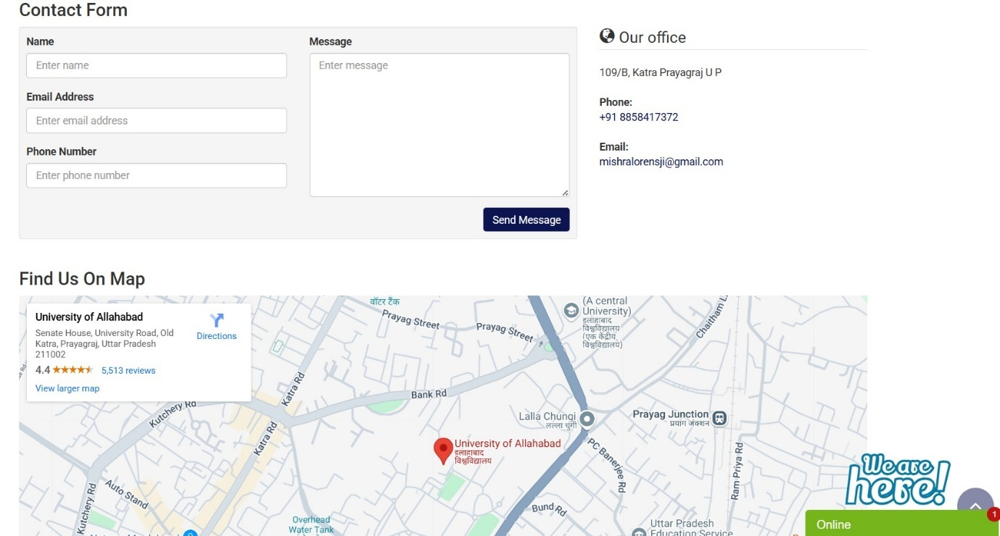 Contact Form
Name
Enter name
Email Address
Enter email address
Phone Number
Enter phone number
Message
Enter message
Send Message
Our office
109/B, Katra Prayagraj U P
Phone:
+91 8858417372
Email:
mishralorensji@gmail.com
Find Us On Map
University of Allahabad
Senate House, University Road, Old
Katra, Prayagraj, Uttar Pradesh
211002
4.4
5,513 reviews
View larger map
Directions
वॉटर टैंक
Prayag Street
Prayag Street
(A central
University)
इलाहाबाद
विश्वविद्यालय
(एक केंद्रीय
विश्वविद्यालय)
Chaitham
Katra Rd
Bank Rd
Kutchery Rd
Lalla Chungi
लल्ला चुंगी
Prayag Junction
प्रयाग जंक्शन
Katra Rd
University of Allahabad
इलाहाबाद
विश्वविद्यालय
PC Banerjee Rd
Ram Priya Rd
Auto Stand
Kutchery Rd
Bund Rd
Overhead
Water Tank
Uttar Pradesh
Education Service
We are
here!
Online
1